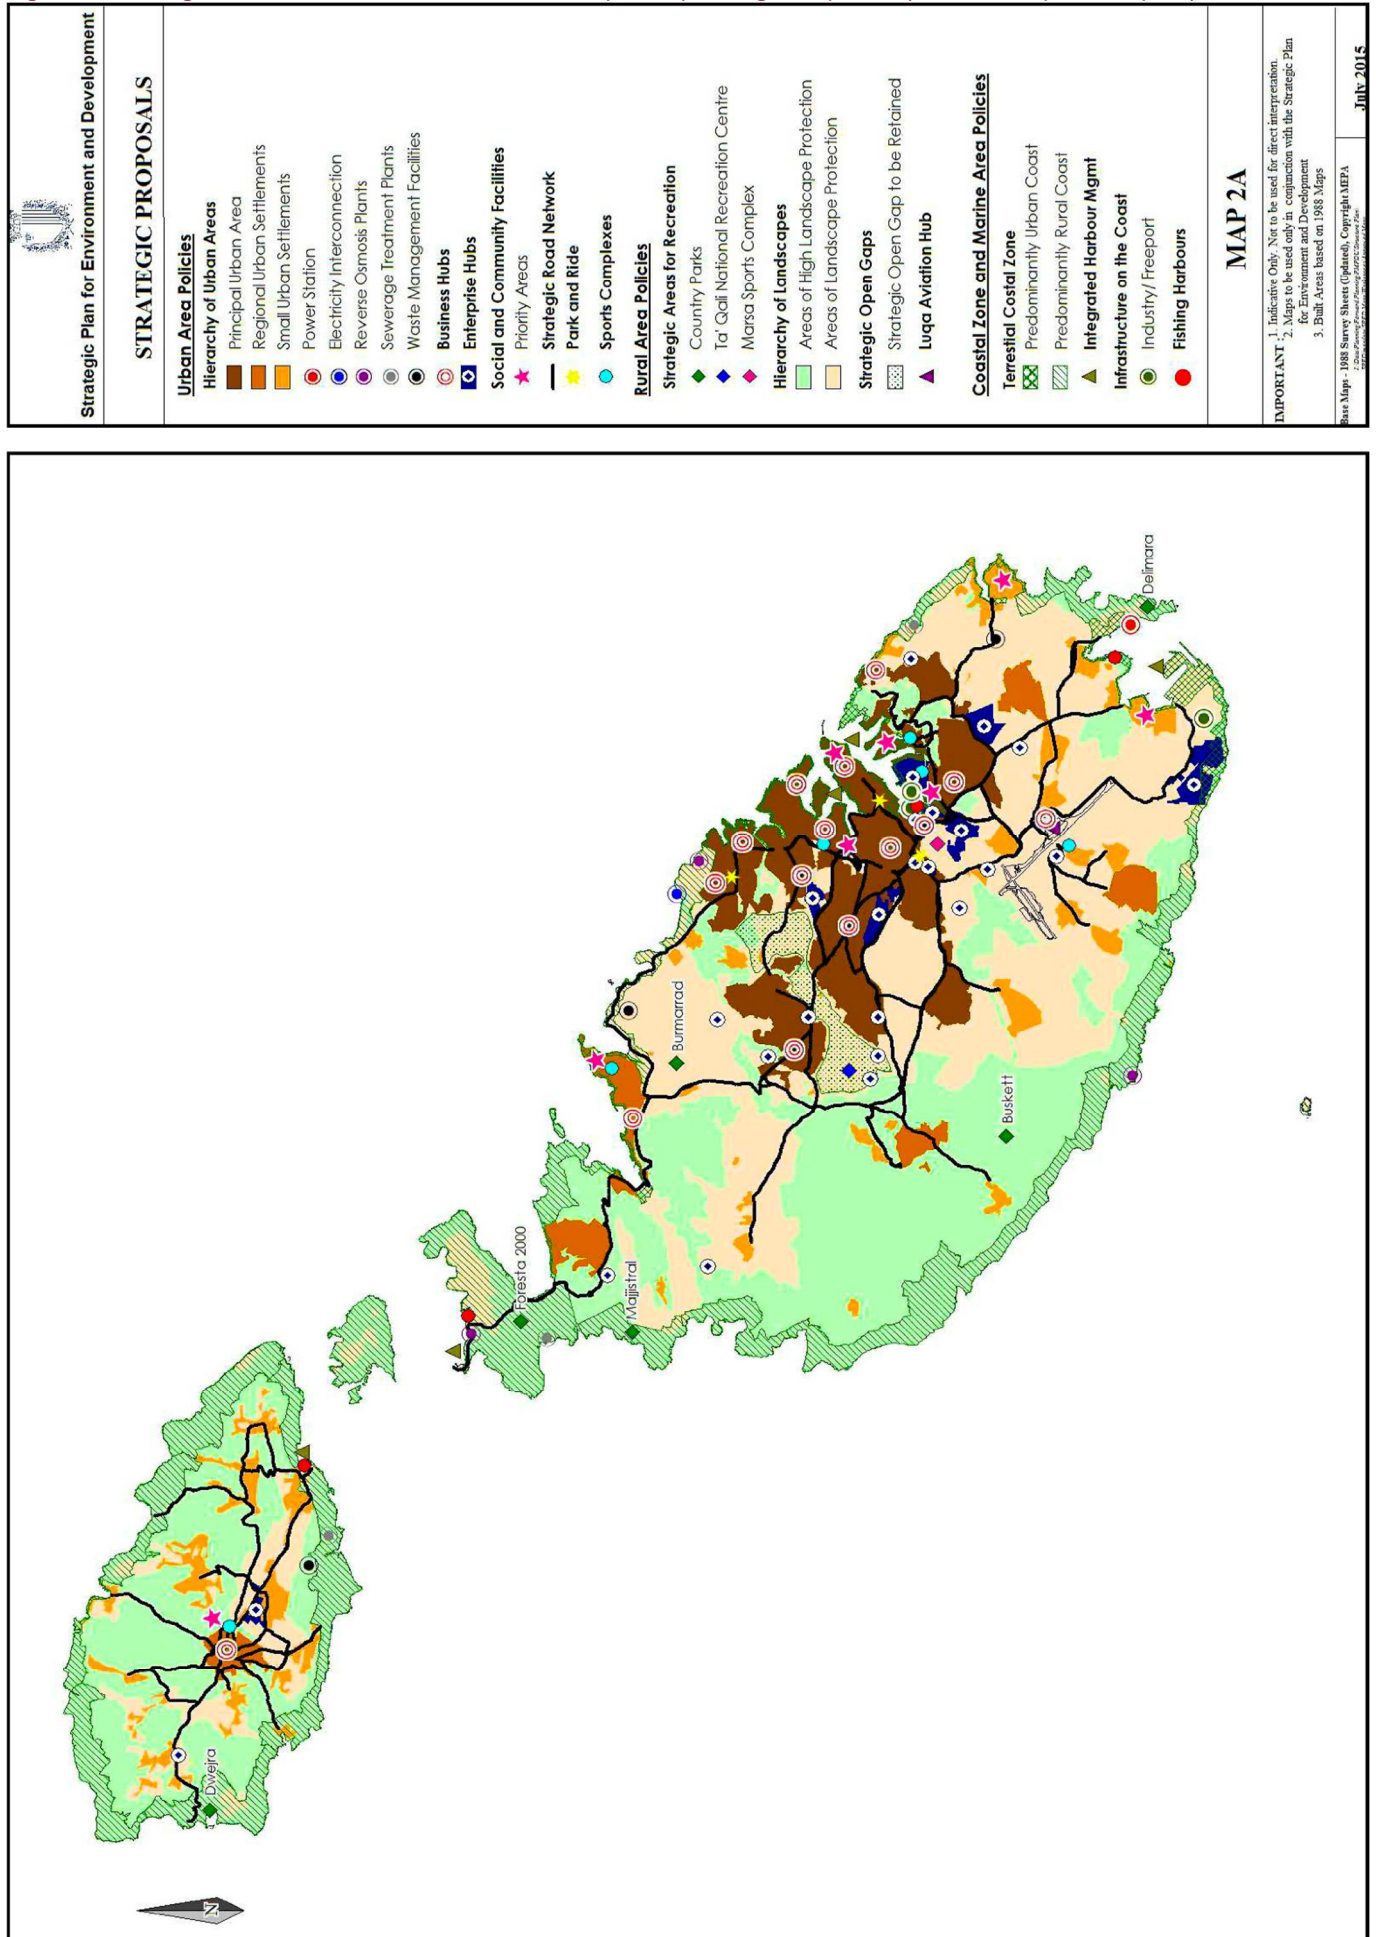 Strategic Plan for Environment and Development
STRATEGIC PROPOSALS
Urban Area Policies
Hierarchy of Urban Areas
Principal Urban Area
Regional Urban Settlements
Small Urban Settlements
Power Station
Electricity Interconnection
Reverse Osmosis Plants
Sewerage Treatment Plants
Waste Management Facilities
Business Hubs
Enterprise Hubs
Social and Community Facilities
Priority Areas
Strategic Road Network
Park and Ride
Sports Complexes
Rural Area Policies
Strategic Areas for Recreation
Country Parks
Ta' Qali National Recreation Centre
Marsa Sports Complex
Hierarchy of Landscapes
Areas of High Landscape Protection
Areas of Landscape Protection
Strategic Open Gaps
Strategic Open Gap to be Retained
Luqa Aviation Hub
Coastal Zone and Marine Area Policies
Terrestial Costal Zone
Predominantly Urban Coast
Predominantly Rural Coast
Integrated Harbour Mgmt
Infrastructure on the Coast
Industry/ Freeport
Fishing Harbours
MAP 2A
IMPORTANT : 1. Indicative Only. Not to be used for direct interpretation.
2. Maps to be used only in conjunction with the Strategic Plan
for Environment and Development
3. Built Areas based on 1988 Maps
Base Maps - 1988 Survey Sheets (Updated), Copyright MEPA
July 2015
Delimara
Burmarrad
Buskett
Foresta 2000
Majjistral
Dwejra
N